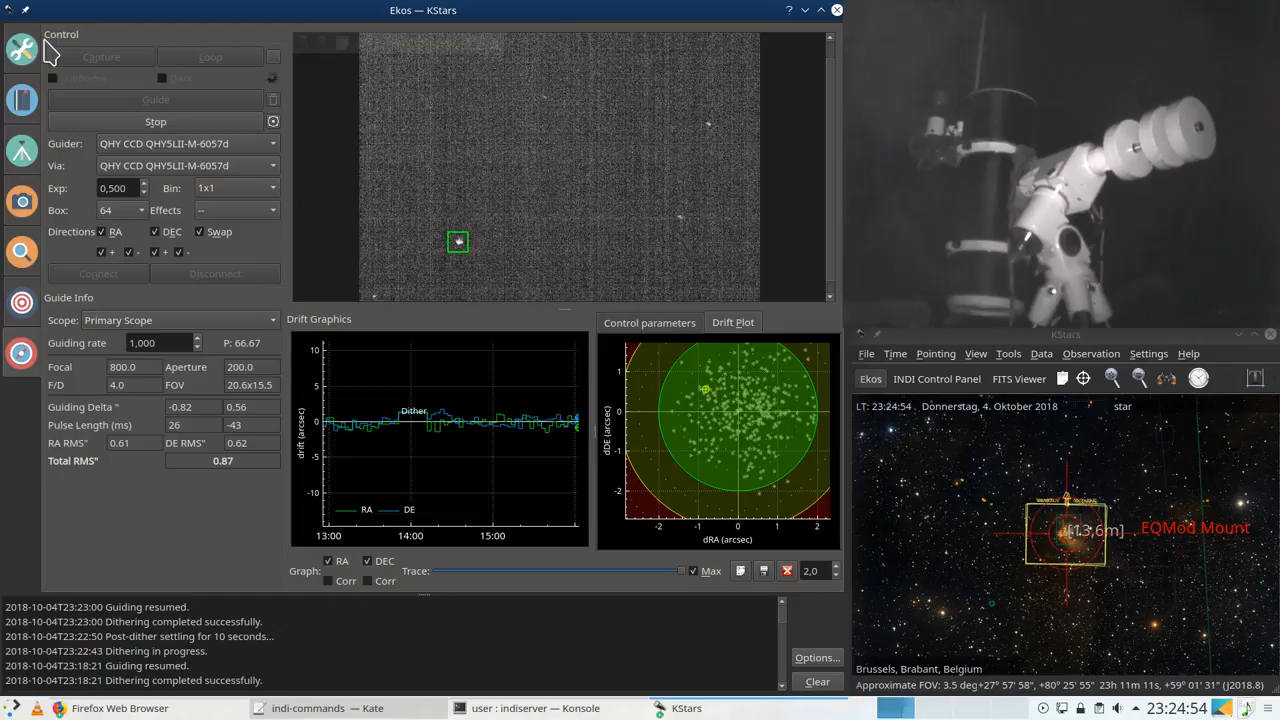 Ekos — KStars
Control
Capture
Loop
Subframe
Dark
Guide
Stop
Guider: QHY CCD QHY5LII-M-6057d
Via: QHY CCD QHY5LII-M-6057d
Exp: 0,500 Bin: 1x1
Box: 64 Effects --
Directions RA DEC Swap
+ - + -
Connect Disconnect
Guide Info
Scope: Primary Scope
Guiding rate 1,000 P: 66.67
Focal 800.0 Aperture 200.0
F/D 4.0 FOV 20.6x15.5
Guiding Delta " -0.82 0.56
Pulse Length (ms) 26 -43
RA RMS" 0.61 DE RMS" 0.62
Total RMS" 0.87
Drift Graphics
10
5
0
-5
-10
drift (arcsec)
Dither
RA DE
13:00 14:00 15:00
Graph: RA DEC
Corr Corr
Trace: Max 2,0
Control parameters Drift Plot
dDE (arcsec)
1
0
-1
-2
-2 -1 0 1 2
dRA (arcsec)
2018-10-04T23:23:00 Guiding resumed.
2018-10-04T23:23:00 Dithering completed successfully.
2018-10-04T23:22:50 Post-dither settling for 10 seconds...
2018-10-04T23:22:43 Dithering in progress.
2018-10-04T23:18:21 Guiding resumed.
2018-10-04T23:18:21 Dithering completed successfully.
Options...
Clear
KStars
File Time Pointing View Tools Data Observation Settings Help
Ekos INDI Control Panel FITS Viewer
LT: 23:24:54 Donnerstag, 4. Oktober 2018 star
[13,6m] EQMod Mount
Brussels, Brabant, Belgium
Approximate FOV: 3.5 deg+27° 57' 58", +80° 25' 55" 23h 11m 11s, +59° 01' 31" (J2018.8)
Firefox Web Browser
indi-commands — Kate
user : indiserver — Konsole
KStars
23:24:54